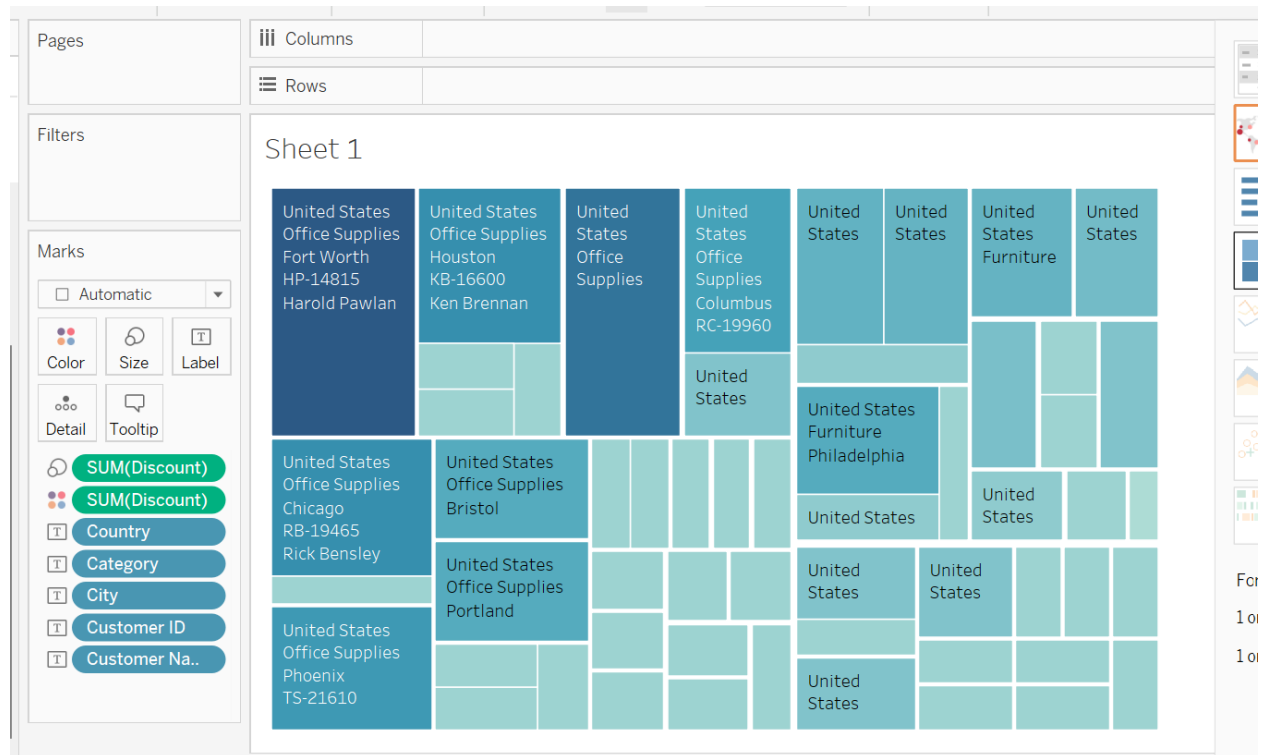 Pages
Columns
Rows
Filters
Sheet 1
Marks
Automatic
Color
Size
Label
Detail
Tooltip
SUM(Discount)
SUM(Discount)
Country
Category
City
Customer ID
Customer Na..
United States
Office Supplies
Fort Worth
HP-14815
Harold Pawlan
United States
Office Supplies
Houston
KB-16600
Ken Brennan
United
States
Office
Supplies
United
States
Office
Supplies
Columbus
RC-19960
United
States
United States
Office Supplies
Chicago
RB-19465
Rick Bensley
United States
Office Supplies
Phoenix
TS-21610
United States
Office Supplies
Bristol
United States
Office Supplies
Portland
United
States
United
States
United
States
Furniture
United
States
United States
Furniture
Philadelphia
United States
United
States
United
States
United
States
United
States
For
1 o
1 o